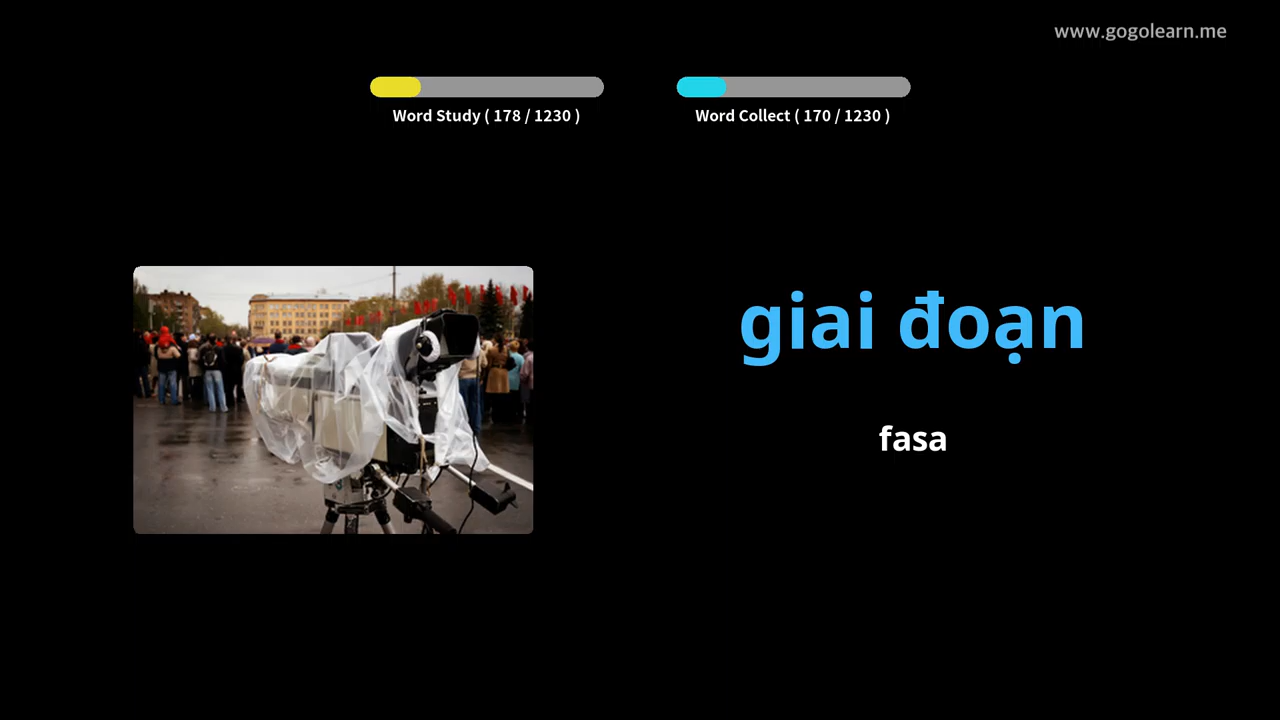 www.gogolearn.me
Word Study ( 178 / 1230 )
Word Collect ( 170 / 1230 )
giai đoạn
fasa